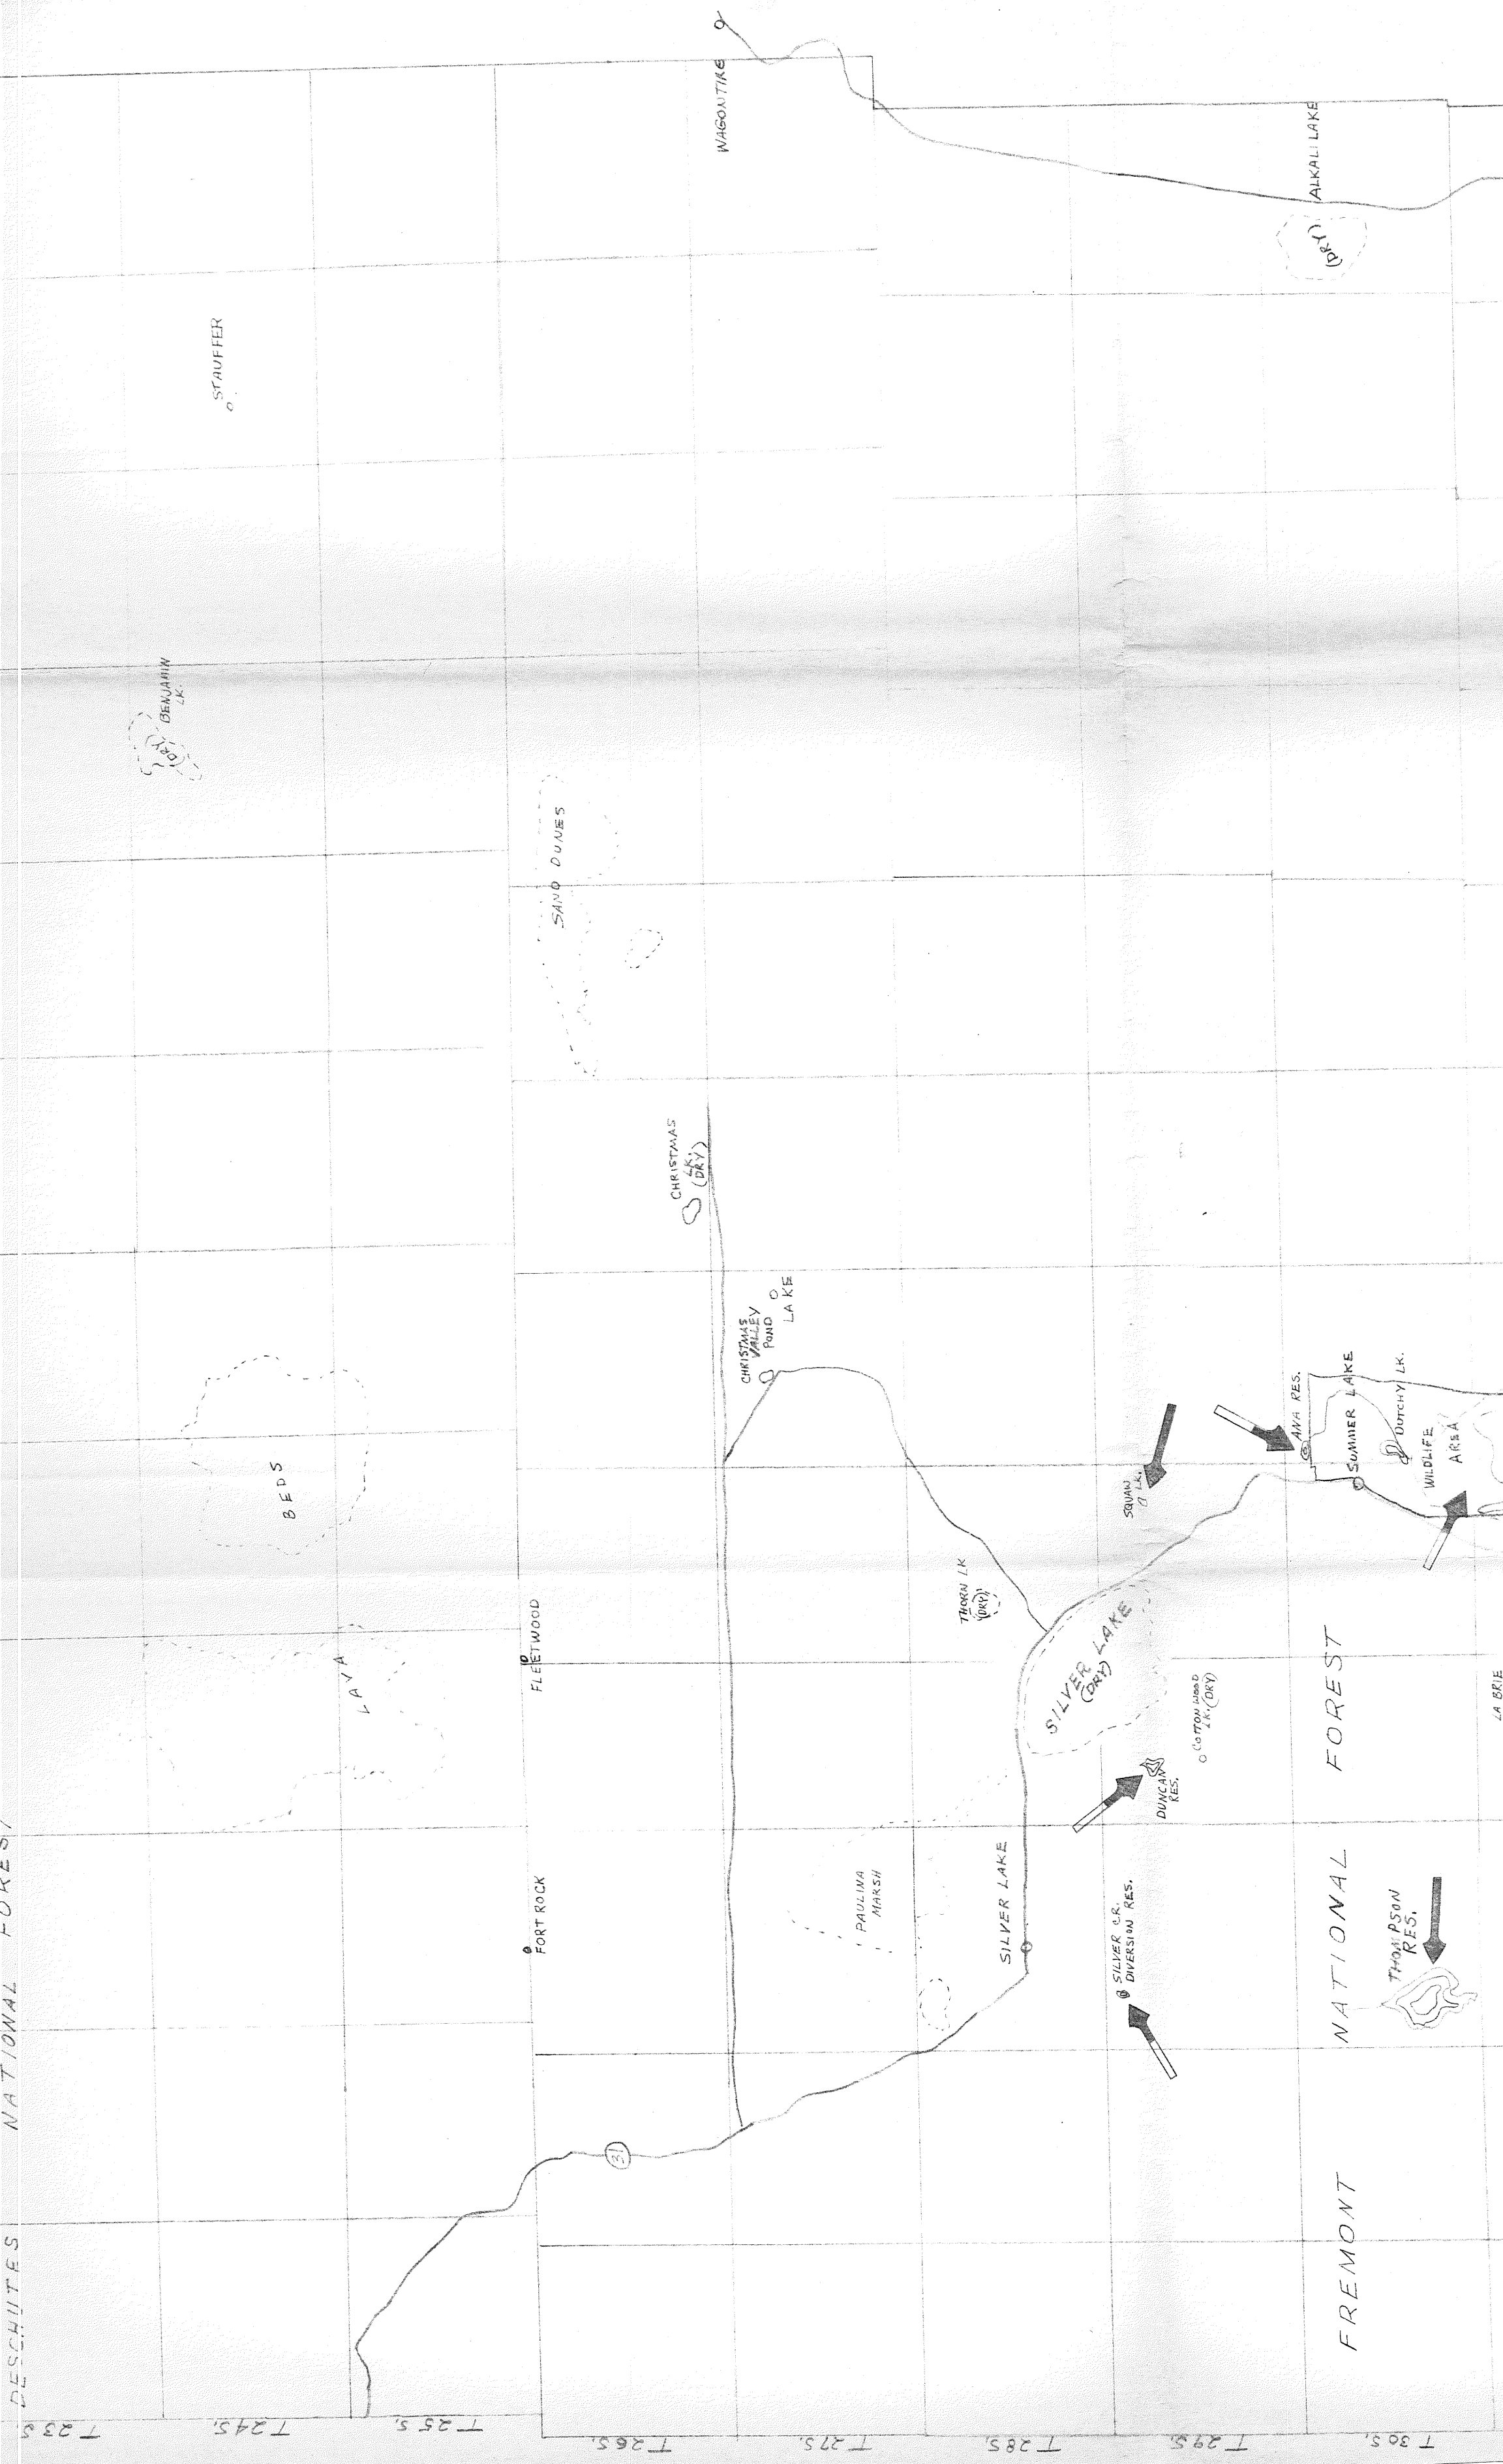 DESCHUTES NATIONAL FOREST
STAUFFER
BENJAMIN
LK.
(DRY)
WAGONTIRE
ALKALI LAKE
(DRY)
SAND DUNES
CHRISTMAS
LK.
(DRY)
CHRISTMAS
VALLEY
POND
LAKE
LAVA BEDS
FLEETWOOD
FORT ROCK
THORN LK
(DRY)
SQUAW
LK.
ANA RES.
SUMMER LAKE
DUTCHY LK.
WILDLIFE
AREA
SILVER LAKE
(DRY)
COTTONWOOD
LK. (DRY)
DUNCAN
RES.
PAULINA
MARSH
SILVER LAKE
SILVER CR.
DIVERSION RES.
THOMPSON
RES.
LA BRIE
FREMONT NATIONAL FOREST
31
T 23 S.
T 24 S.
T 25 S.
T 26 S.
T 27 S.
T 28 S.
T 29 S.
T 30 S.